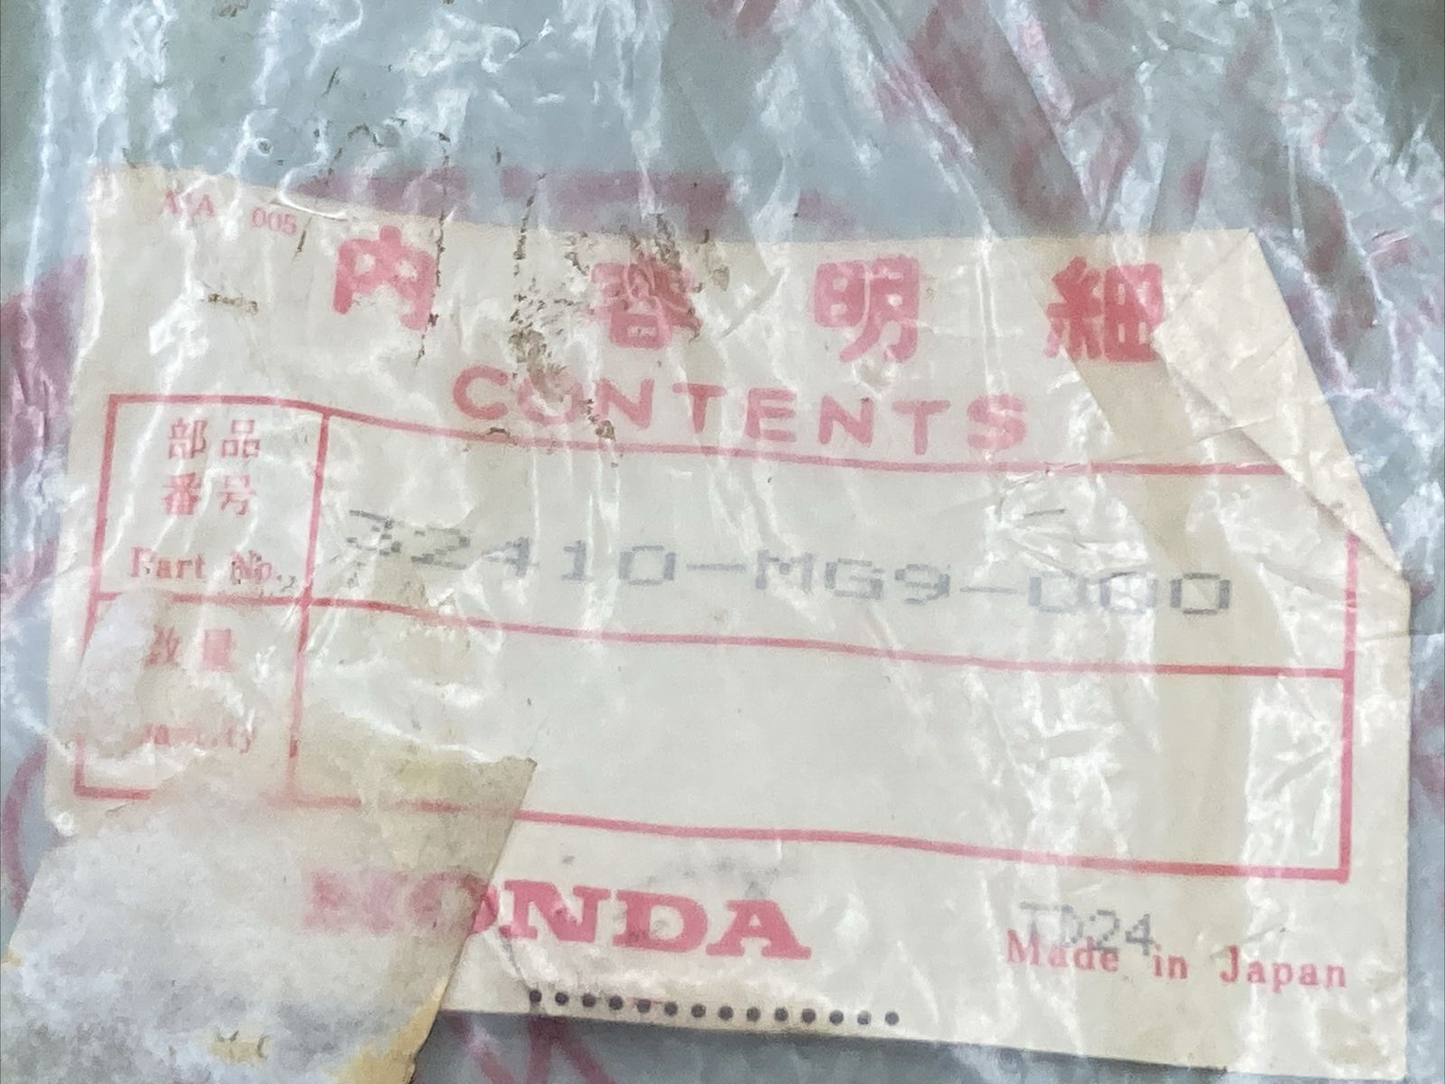 005
内容明細
CONTENTS
部品
番号
Part No.
32410-MG9-000
数量
HONDA
TD24
Made in Japan